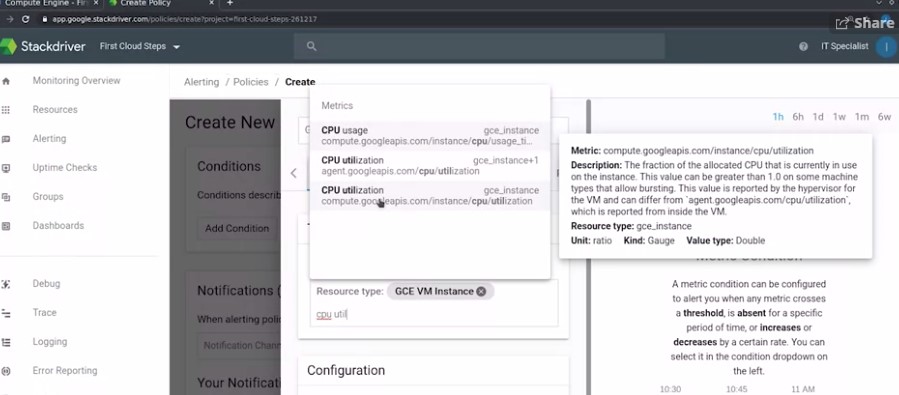 Compute Engine - Fi
Create Policy
app.google.stackdriver.com/policies/create?project=first-cloud-steps-261217
Share
Stackdriver
First Cloud Steps
IT Specialist
I
Monitoring Overview
Resources
Alerting
Uptime Checks
Groups
Dashboards
Debug
Trace
Logging
Error Reporting
Alerting / Policies / Create
Create New
Conditions
Conditions descri
Add Condition
Notifications (
When alerting polic
Notification Chann
Your Notification
Metrics
CPU usage gce_instance
compute.googleapis.com/instance/cpu/usage_ti...
CPU utilization gce_instance+1
agent.googleapis.com/cpu/utilization
CPU utilization gce_instance
compute.googleapis.com/instance/cpu/utilization
Resource type: GCE VM Instance
cpu util
Configuration
1h 6h 1d 1w 1m 6w
Metric: compute.googleapis.com/instance/cpu/utilization
Description: The fraction of the allocated CPU that is currently in use
on the instance. This value can be greater than 1.0 on some machine
types that allow bursting. This value is reported by the hypervisor for
the VM and can differ from `agent.googleapis.com/cpu/utilization`,
which is reported from inside the VM.
Resource type: gce_instance
Unit: ratio Kind: Gauge Value type: Double
Metric Condition
A metric condition can be configured
to alert you when any metric crosses
a threshold, is absent for a specific
period of time, or increases or
decreases by a certain rate. You can
select it in the condition dropdown on
the left.
10:30 10:45 11 AM